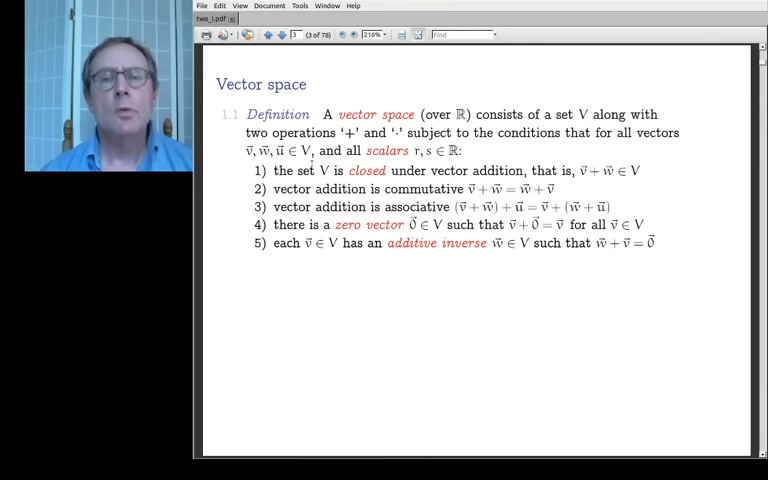 File Edit View Document Tools Window Help
two_i.pdf
3 (3 of 78) 216% Find
Vector space
1.1 Definition A vector space (over ℝ) consists of a set V along with
two operations ‘+’ and ‘·’ subject to the conditions that for all vectors
v⃗, w⃗, u⃗ ∈ V, and all scalars r, s ∈ ℝ:
1) the set V is closed under vector addition, that is, v⃗ + w⃗ ∈ V
2) vector addition is commutative v⃗ + w⃗ = w⃗ + v⃗
3) vector addition is associative (v⃗ + w⃗) + u⃗ = v⃗ + (w⃗ + u⃗)
4) there is a zero vector 0⃗ ∈ V such that v⃗ + 0⃗ = v⃗ for all v⃗ ∈ V
5) each v⃗ ∈ V has an additive inverse w⃗ ∈ V such that w⃗ + v⃗ = 0⃗